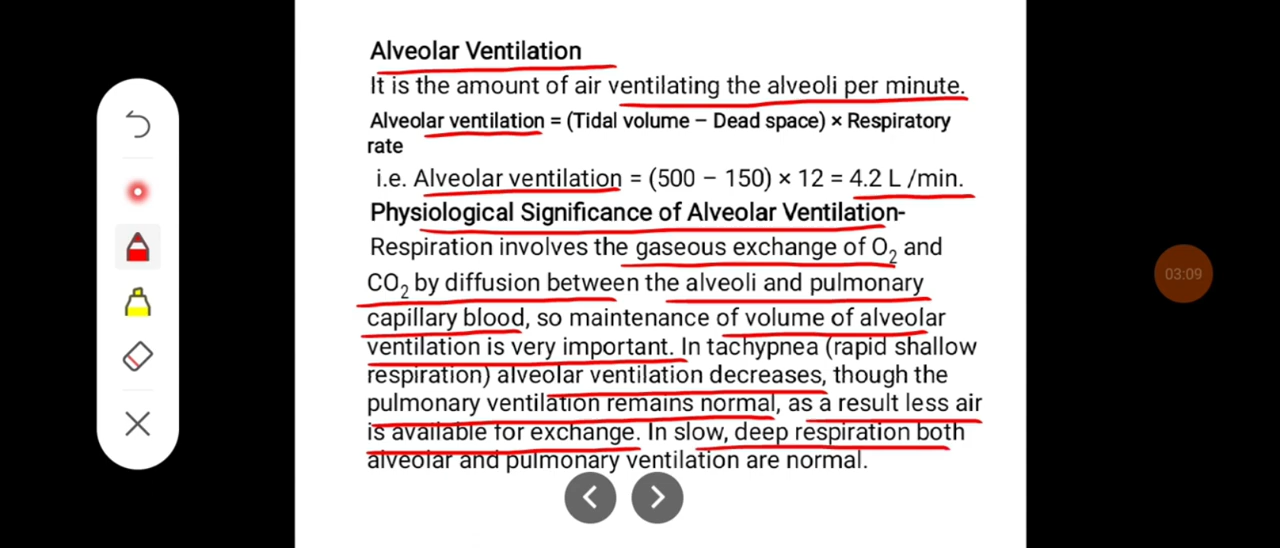 Alveolar Ventilation
It is the amount of air ventilating the alveoli per minute.
Alveolar ventilation = (Tidal volume – Dead space) × Respiratory
rate
i.e. Alveolar ventilation = (500 – 150) × 12 = 4.2 L /min.
Physiological Significance of Alveolar Ventilation-
Respiration involves the gaseous exchange of O₂ and
CO₂ by diffusion between the alveoli and pulmonary
capillary blood, so maintenance of volume of alveolar
ventilation is very important. In tachypnea (rapid shallow
respiration) alveolar ventilation decreases, though the
pulmonary ventilation remains normal, as a result less air
is available for exchange. In slow, deep respiration both
alveolar and pulmonary ventilation are normal.
03:09